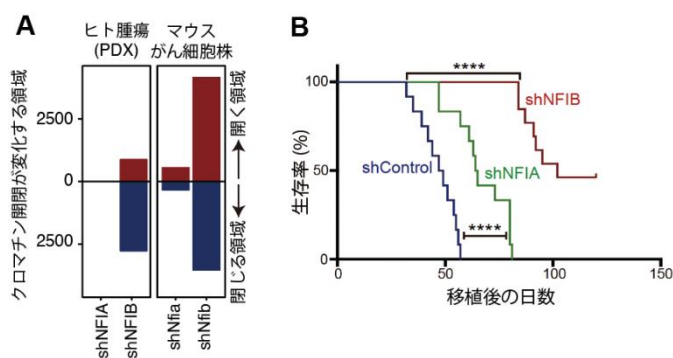 A
ヒト腫瘍
(PDX)
マウス
がん細胞株
クロマチン開閉が変化する領域
2500
0
2500
開く領域
閉じる領域
shNFIA
shNFIB
shNfia
shNfib
B
****
100
50
0
生存率 (%)
shNFIB
shControl
shNFIA
****
0
50
100
150
移植後の日数